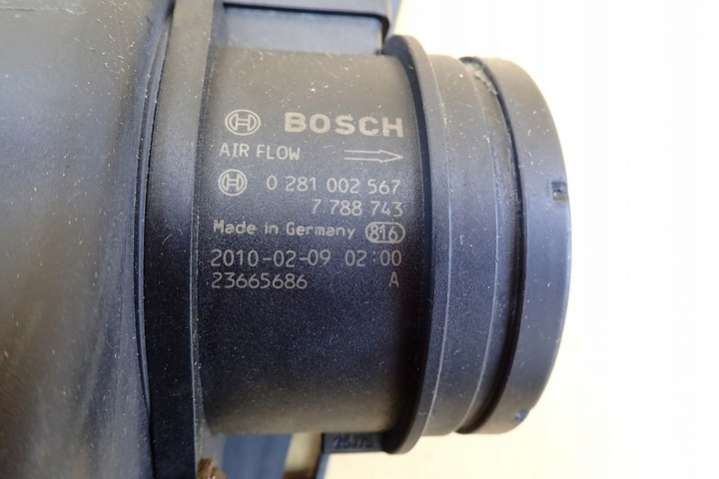 BOSCH
AIR FLOW
0 281 002 567
7 788 743
Made in Germany 816
2010-02-09 02:00
23665686 A